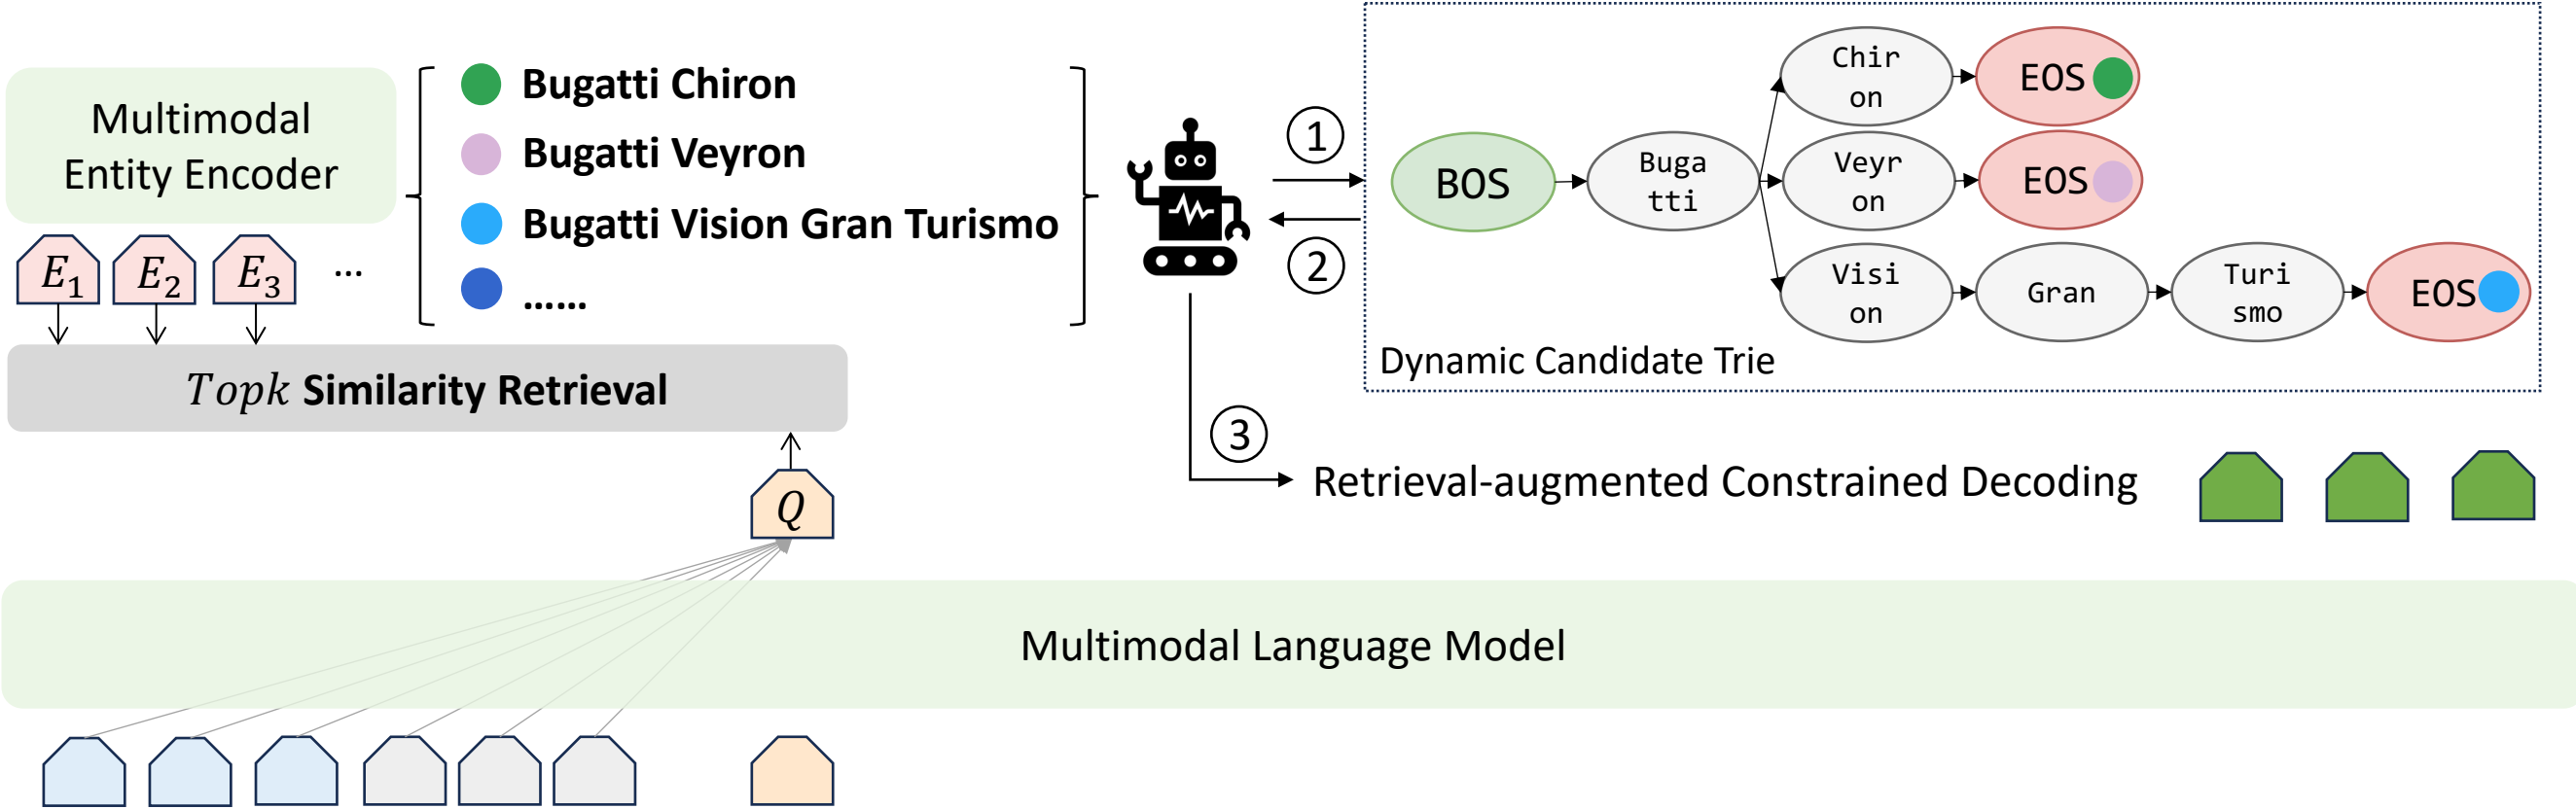 Multimodal
Entity Encoder
E₁
E₂
E₃
...
Topk Similarity Retrieval
Q
Bugatti Chiron
Bugatti Veyron
Bugatti Vision Gran Turismo
......
1
2
3
BOS
Buga
tti
Chir
on
EOS
Veyr
on
EOS
Visi
on
Gran
Turi
smo
EOS
Dynamic Candidate Trie
Retrieval-augmented Constrained Decoding
Multimodal Language Model